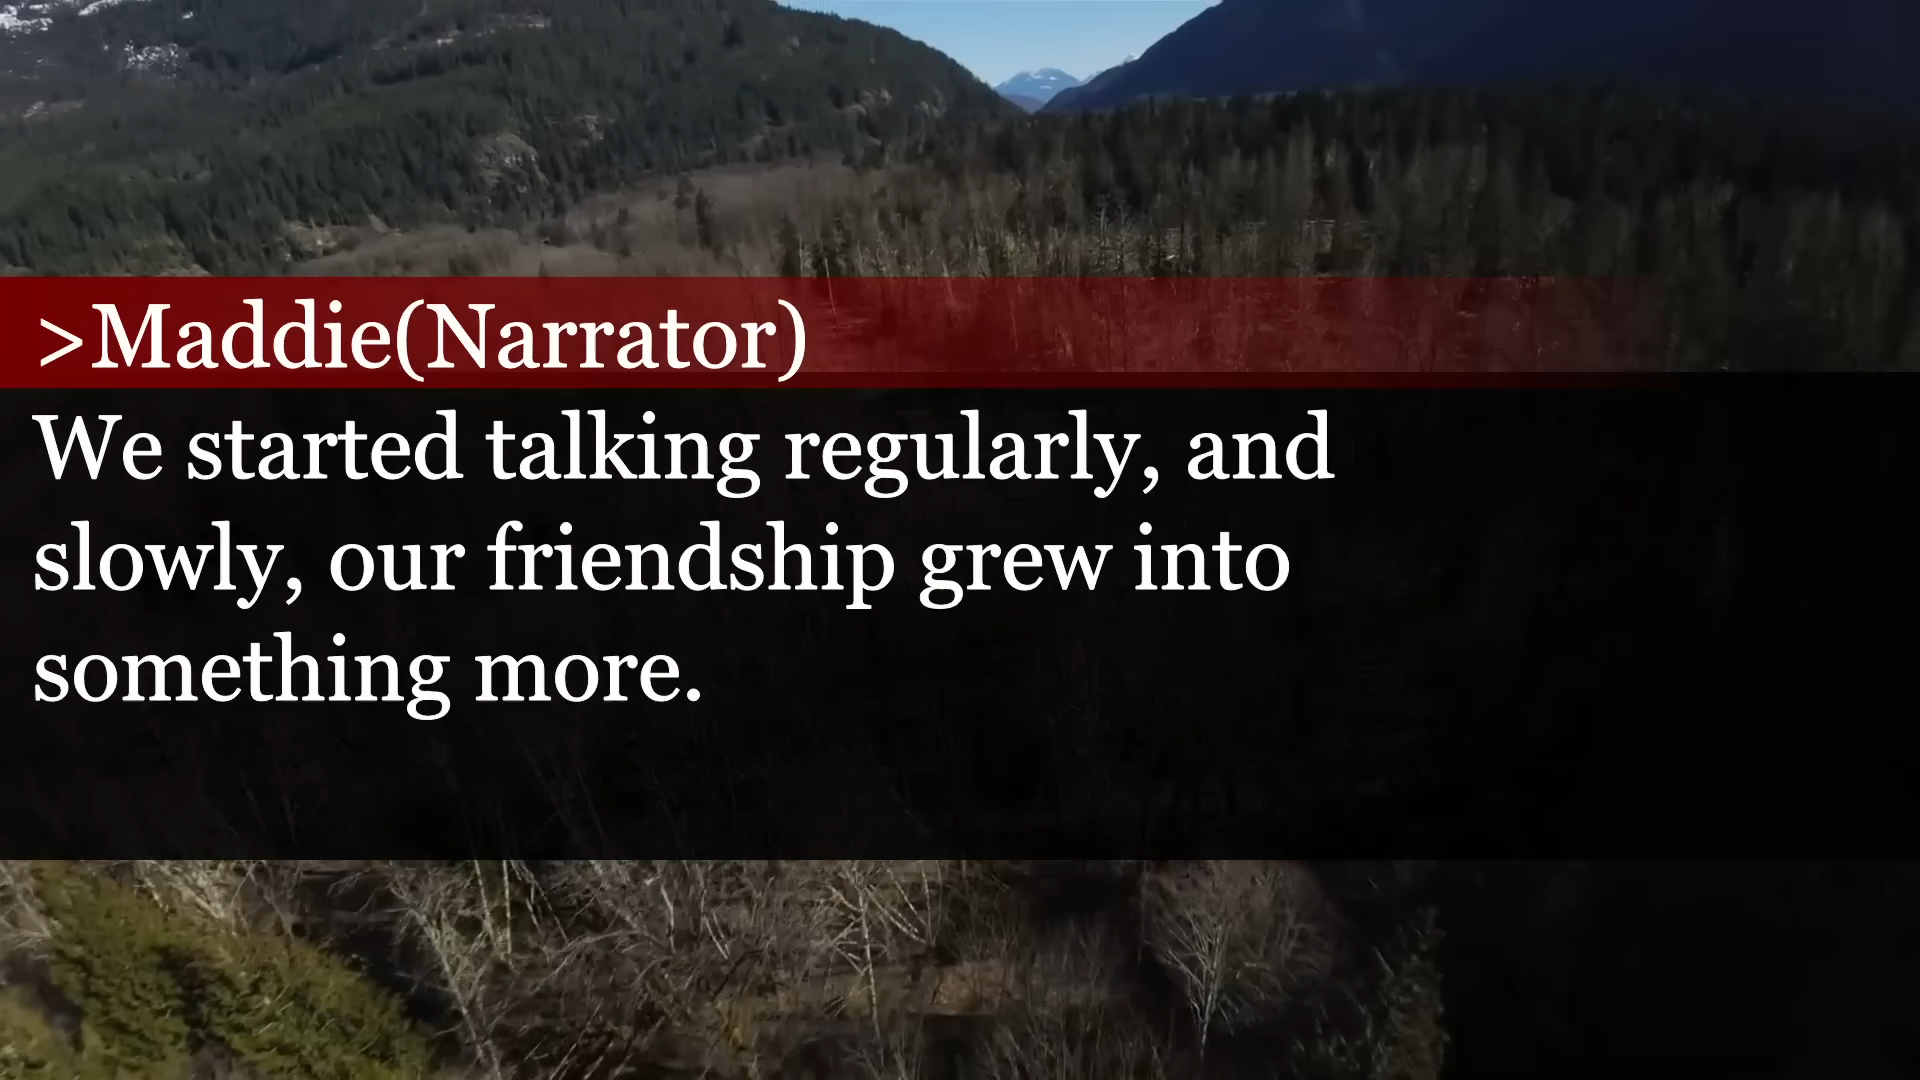 >Maddie(Narrator)
We started talking regularly, and
slowly, our friendship grew into
something more.